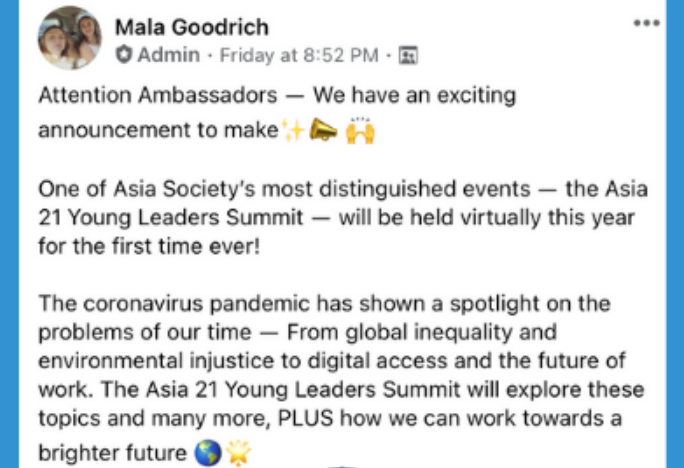 Mala Goodrich
Admin · Friday at 8:52 PM ·
Attention Ambassadors — We have an exciting
announcement to make✨📣 🙌
One of Asia Society's most distinguished events — the Asia
21 Young Leaders Summit — will be held virtually this year
for the first time ever!
The coronavirus pandemic has shown a spotlight on the
problems of our time — From global inequality and
environmental injustice to digital access and the future of
work. The Asia 21 Young Leaders Summit will explore these
topics and many more, PLUS how we can work towards a
brighter future 🌎🌟